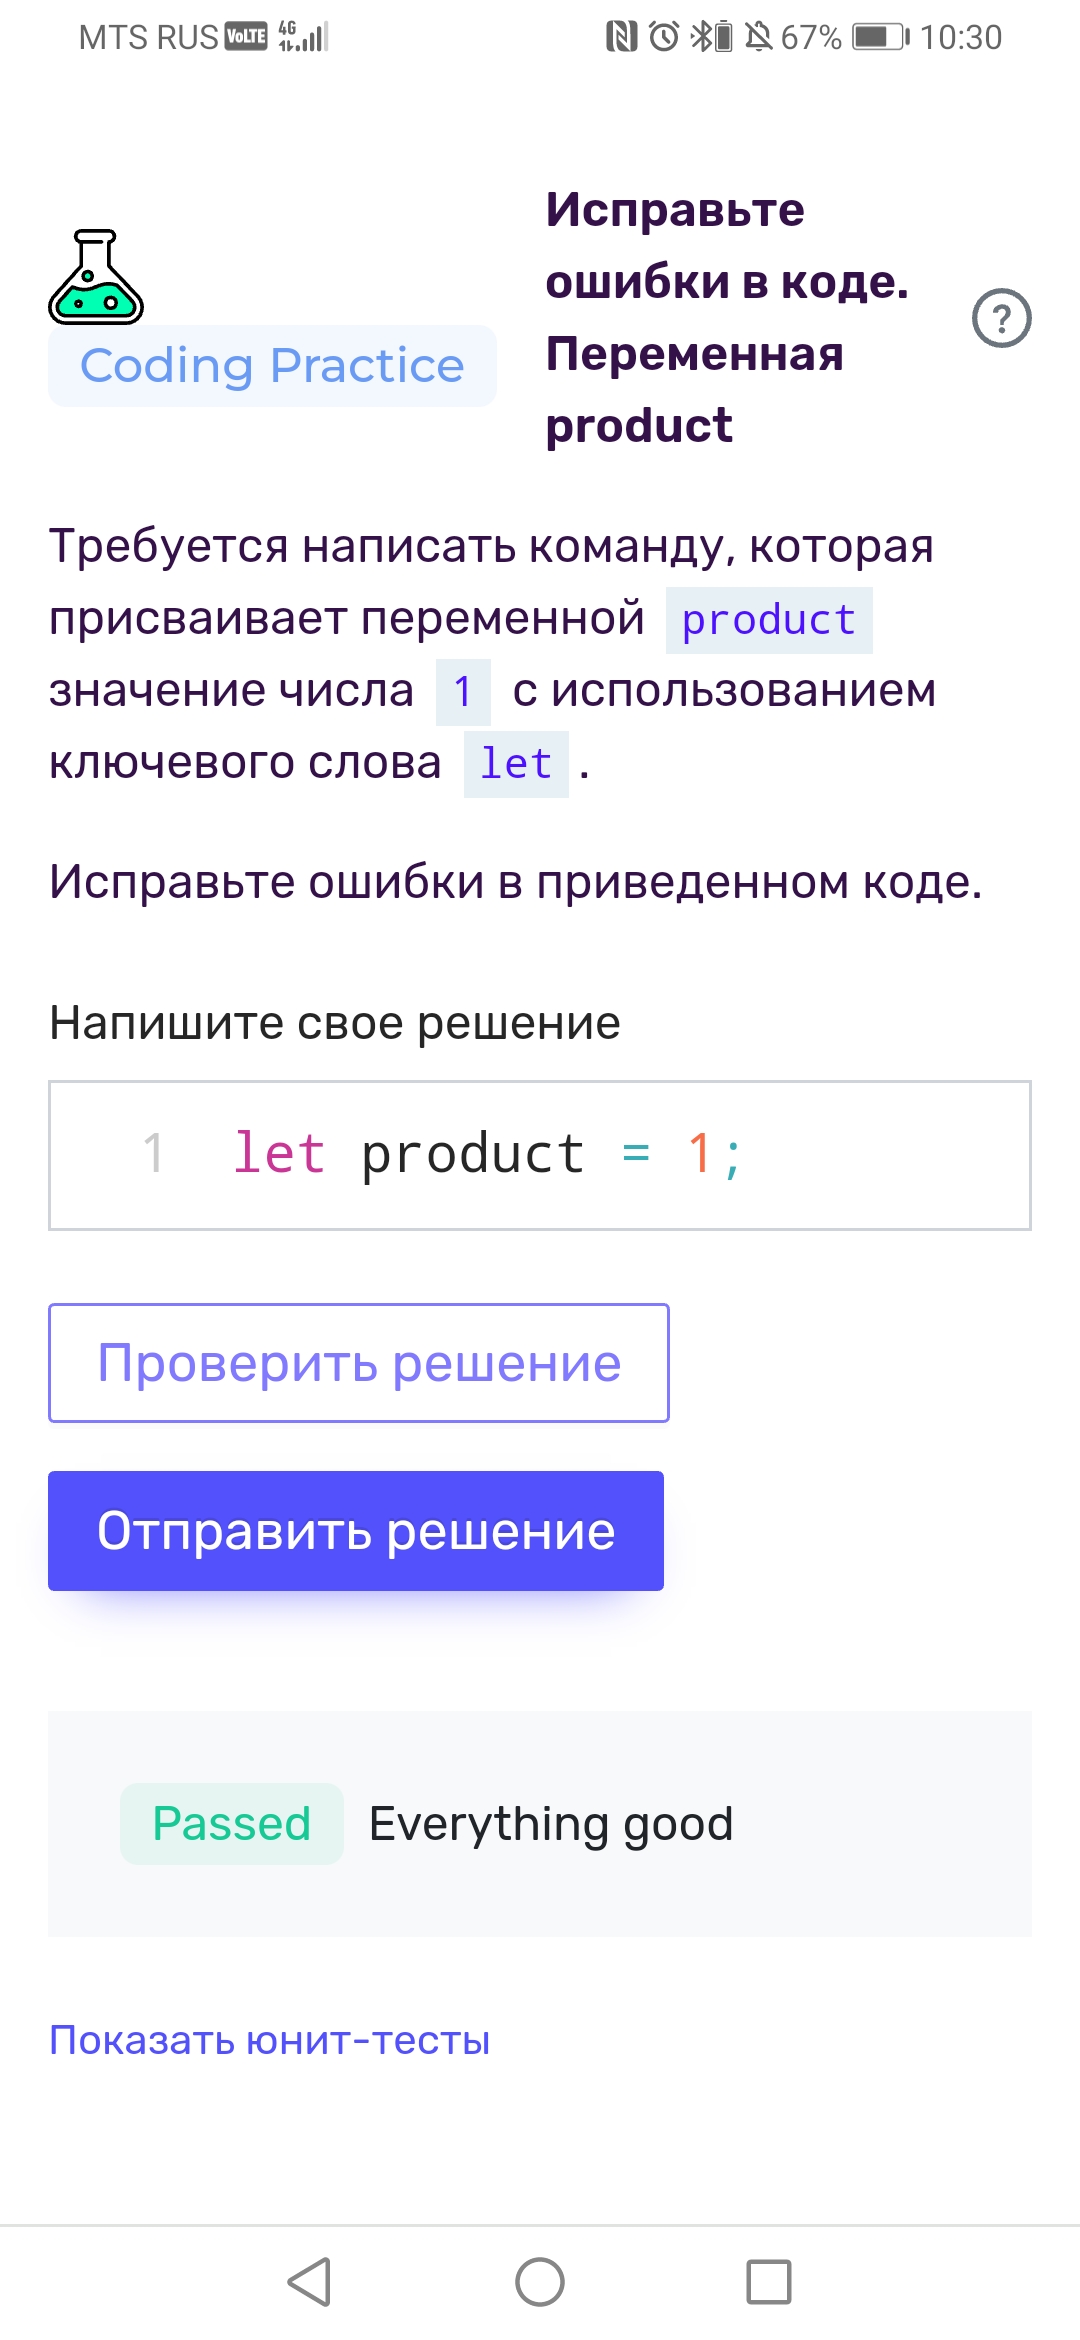 MTS RUS VoLTE 4G 67% 10:30
Coding Practice
Исправьте
ошибки в коде.
Переменная
product
?
Требуется написать команду, которая
присваивает переменной product
значение числа 1 с использованием
ключевого слова let .
Исправьте ошибки в приведенном коде.
Напишите свое решение
1 let product = 1;
Проверить решение
Отправить решение
Passed Everything good
Показать юнит-тесты